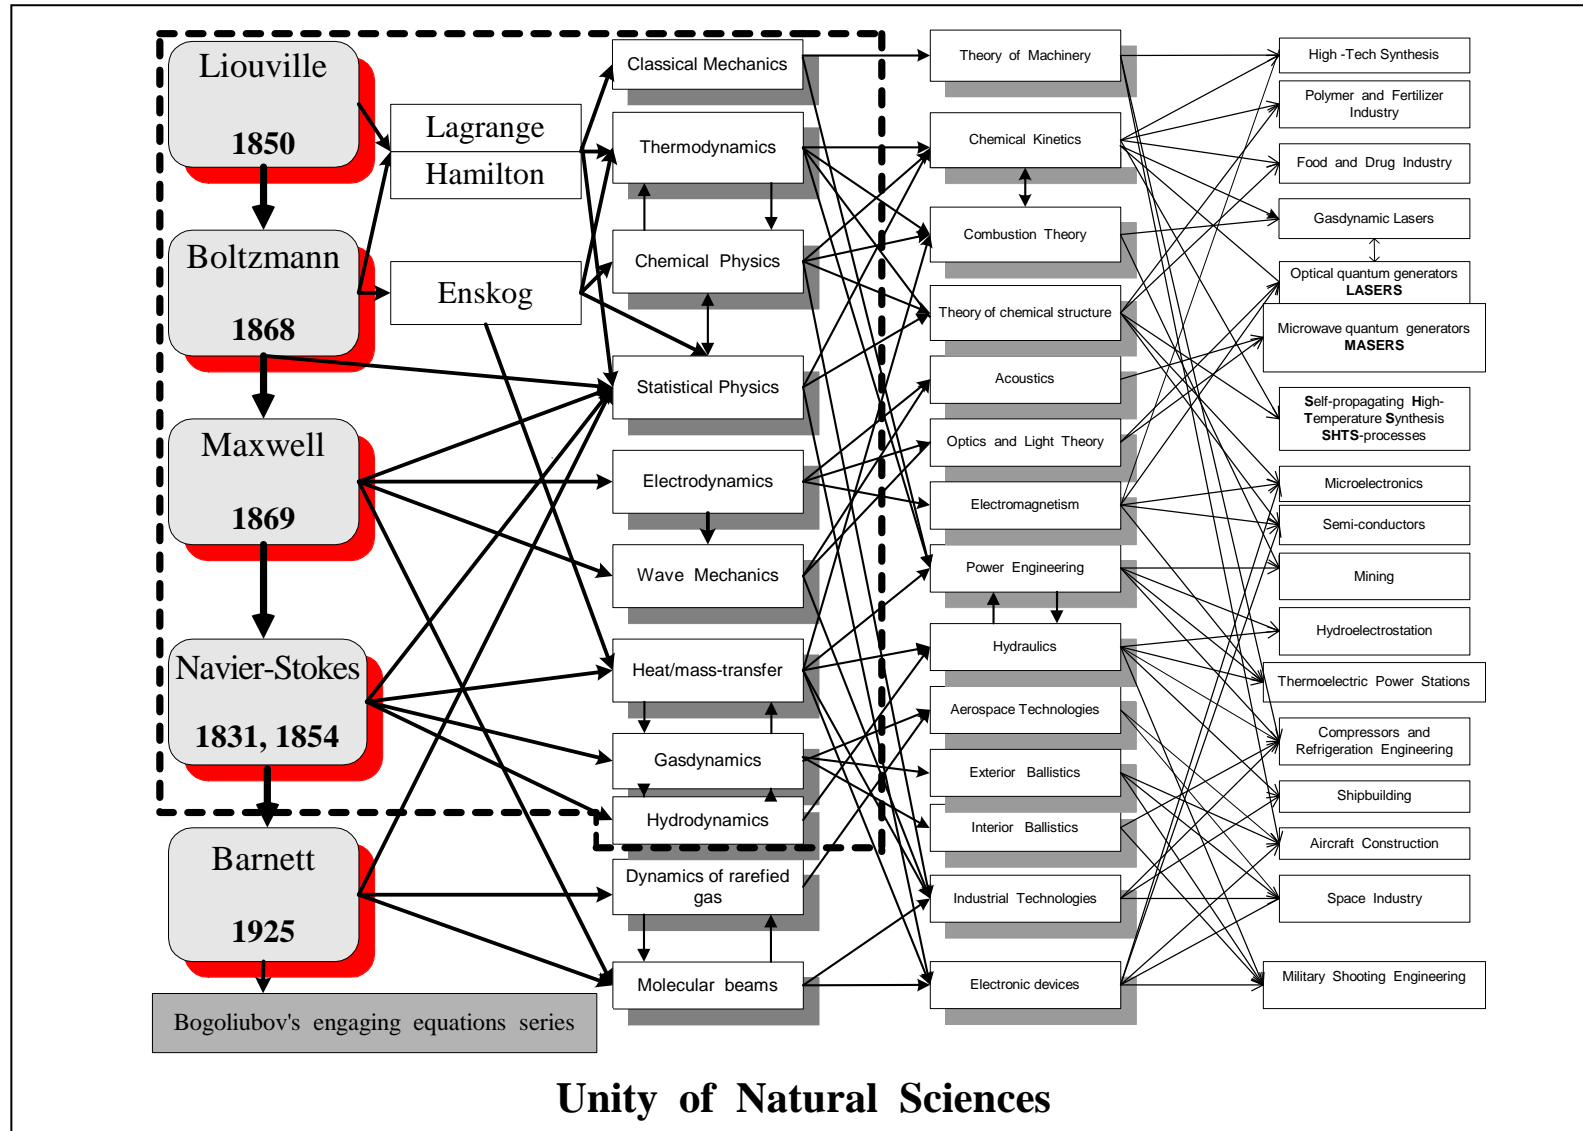 Liouville
1850
Boltzmann
1868
Maxwell
1869
Navier-Stokes
1831, 1854
Barnett
1925
Bogoliubov's engaging equations series
Lagrange
Hamilton
Enskog
Classical Mechanics
Thermodynamics
Chemical Physics
Statistical Physics
Electrodynamics
Wave Mechanics
Heat/mass-transfer
Gasdynamics
Hydrodynamics
Dynamics of rarefied
gas
Molecular beams
Theory of Machinery
Chemical Kinetics
Combustion Theory
Theory of chemical structure
Acoustics
Optics and Light Theory
Electromagnetism
Power Engineering
Hydraulics
Aerospace Technologies
Exterior Ballistics
Interior Ballistics
Industrial Technologies
Electronic devices
High -Tech Synthesis
Polymer and Fertilizer
Industry
Food and Drug Industry
Gasdynamic Lasers
Optical quantum generators
LASERS
Microwave quantum generators
MASERS
Self-propagating High-
Temperature Synthesis
SHTS-processes
Microelectronics
Semi-conductors
Mining
Hydroelectrostation
Thermoelectric Power Stations
Compressors and
Refrigeration Engineering
Shipbuilding
Aircraft Construction
Space Industry
Military Shooting Engineering
Unity of Natural Sciences